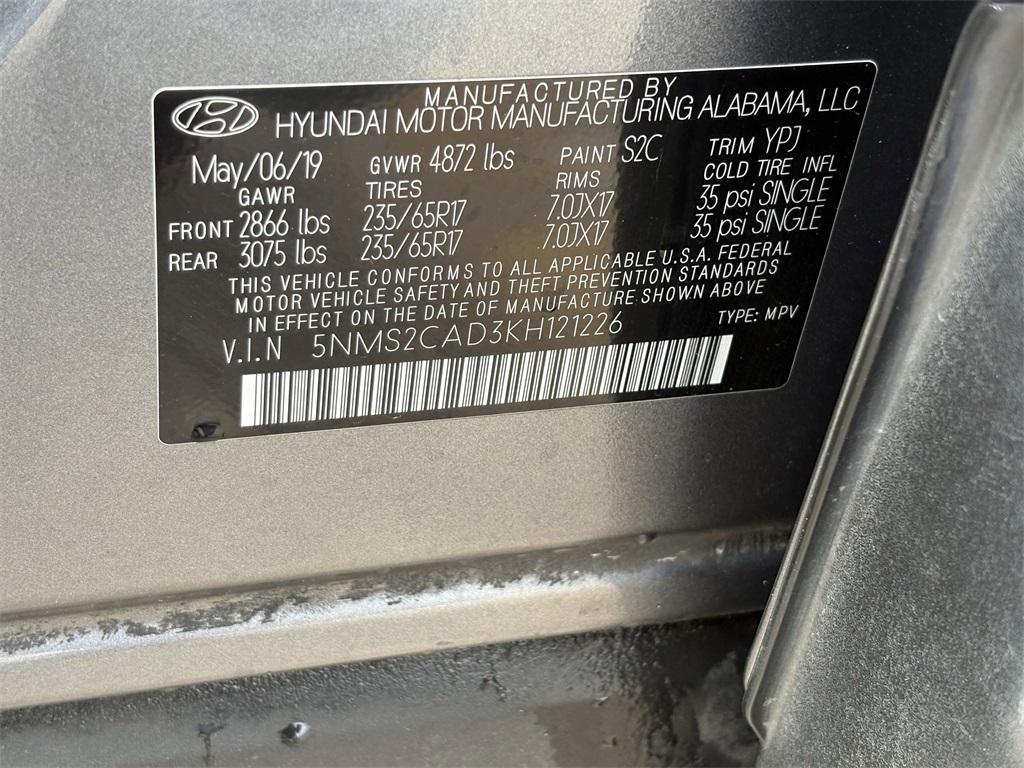 MANUFACTURED BY
HYUNDAI MOTOR MANUFACTURING ALABAMA, LLC
May/06/19 GVWR 4872 lbs PAINT S2C TRIM YPJ
GAWR TIRES RIMS COLD TIRE INFL
FRONT 2866 lbs 235/65R17 7.0JX17 35 psi SINGLE
REAR 3075 lbs 235/65R17 7.0JX17 35 psi SINGLE
THIS VEHICLE CONFORMS TO ALL APPLICABLE U.S.A. FEDERAL
MOTOR VEHICLE SAFETY AND THEFT PREVENTION STANDARDS
IN EFFECT ON THE DATE OF MANUFACTURE SHOWN ABOVE
V.I.N 5NMS2CAD3KH121226 TYPE: MPV